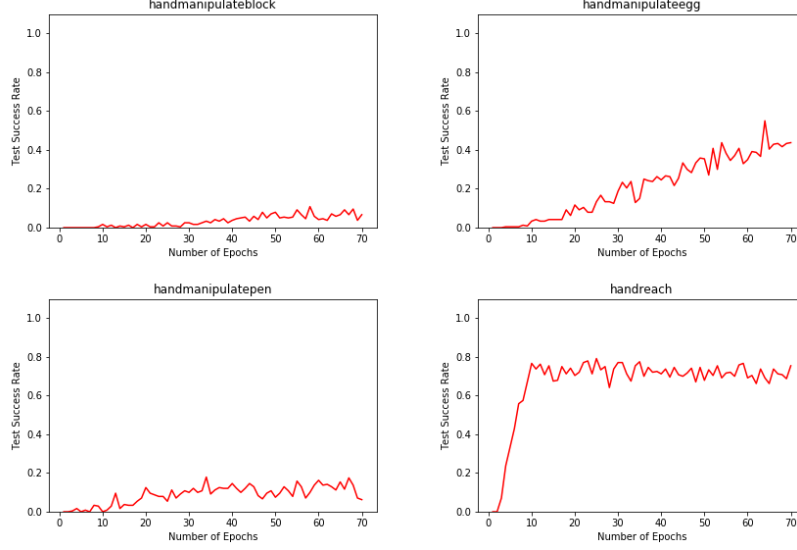 handmanipulateblock
1.0
0.8
0.6
0.4
0.2
0.0
Test Success Rate
0 10 20 30 40 50 60 70
Number of Epochs
handmanipulateegg
1.0
0.8
0.6
0.4
0.2
0.0
Test Success Rate
0 10 20 30 40 50 60 70
Number of Epochs
handmanipulatepen
1.0
0.8
0.6
0.4
0.2
0.0
Test Success Rate
0 10 20 30 40 50 60 70
Number of Epochs
handreach
1.0
0.8
0.6
0.4
0.2
0.0
Test Success Rate
0 10 20 30 40 50 60 70
Number of Epochs